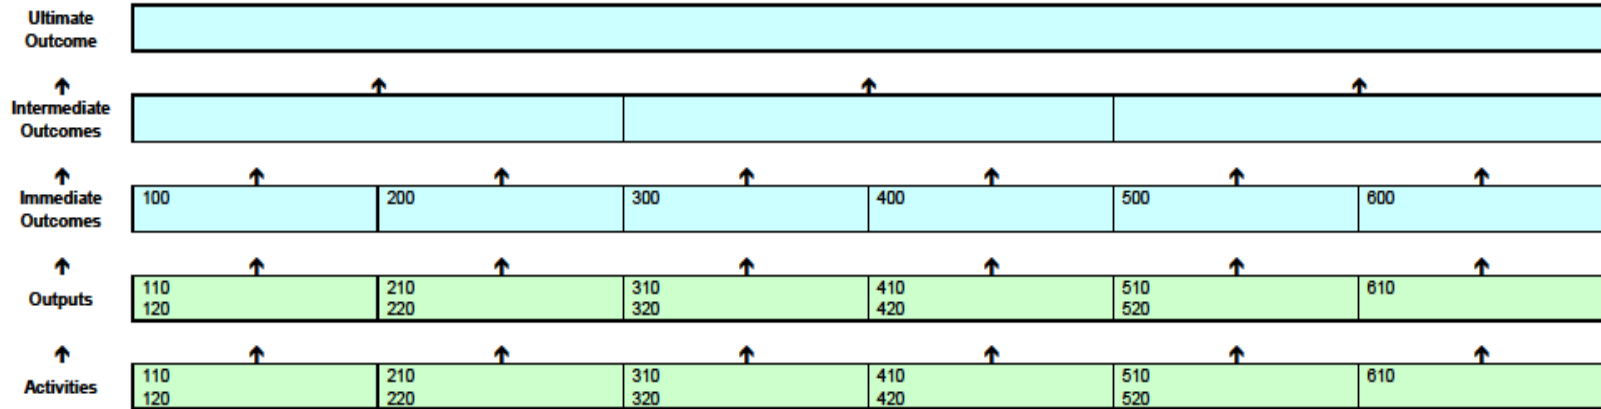 Ultimate
Outcome
Intermediate
Outcomes
Immediate
Outcomes
100 200 300 400 500 600
Outputs
110 210 310 410 510 610
120 220 320 420 520
Activities
110 210 310 410 510 610
120 220 320 420 520